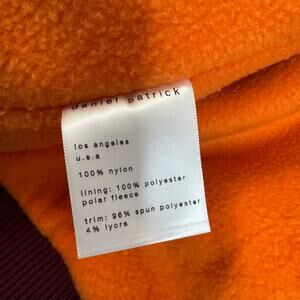 daniel patrick
los angeles
u.s.a
100% nylon
lining: 100% polyester
polar fleece
trim: 96% spun polyester
4% lycra